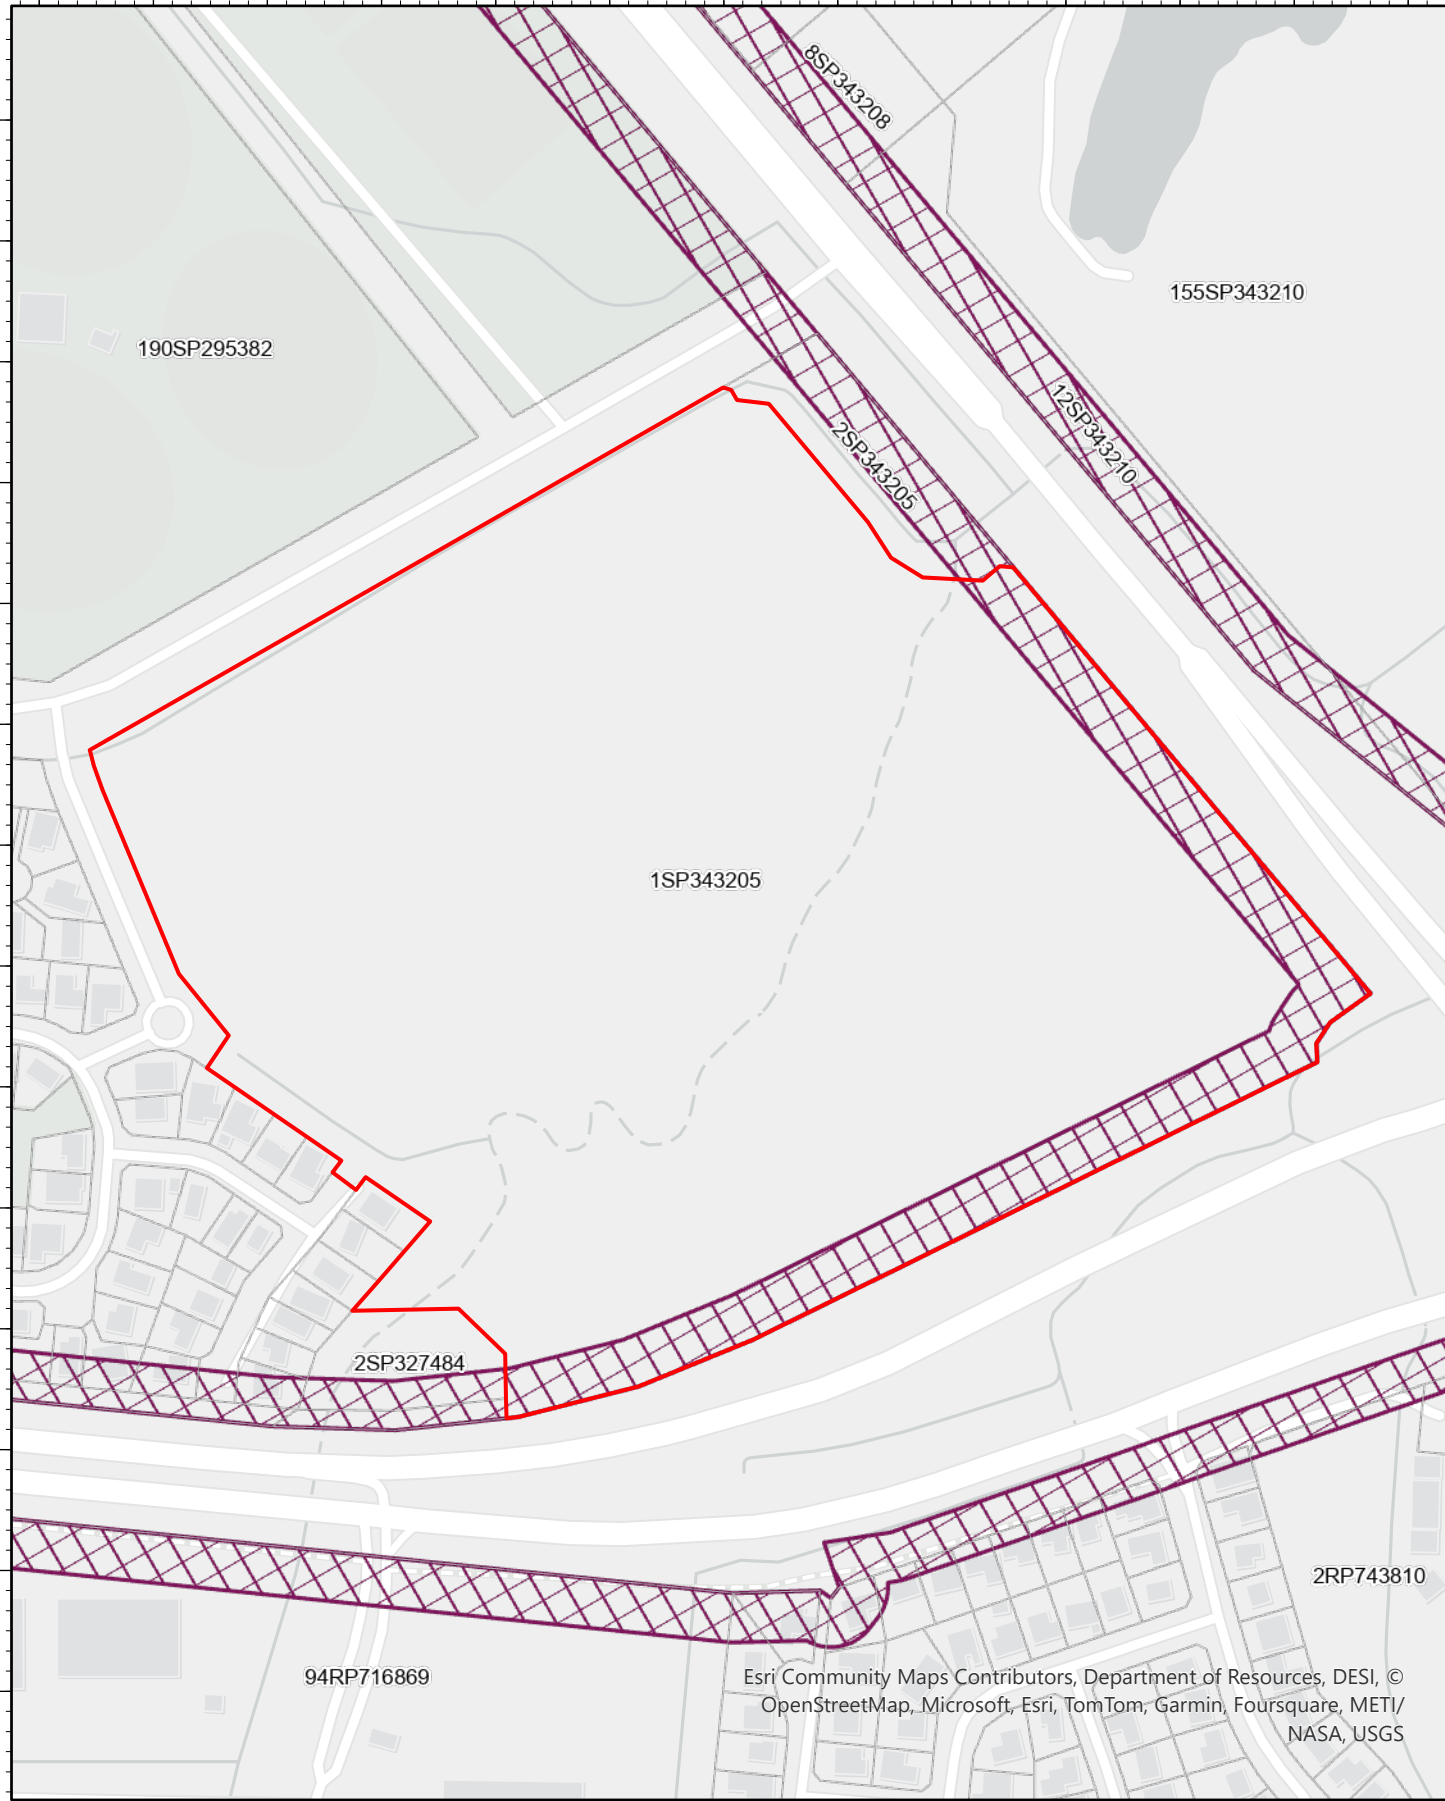 8SP343208
155SP343210
190SP295382
12SP343210
2SP343205
1SP343205
2SP327484
2RP743810
94RP716869
Esri Community Maps Contributors, Department of Resources, DESI, ©
OpenStreetMap, Microsoft, Esri, TomTom, Garmin, Foursquare, METI/
NASA, USGS